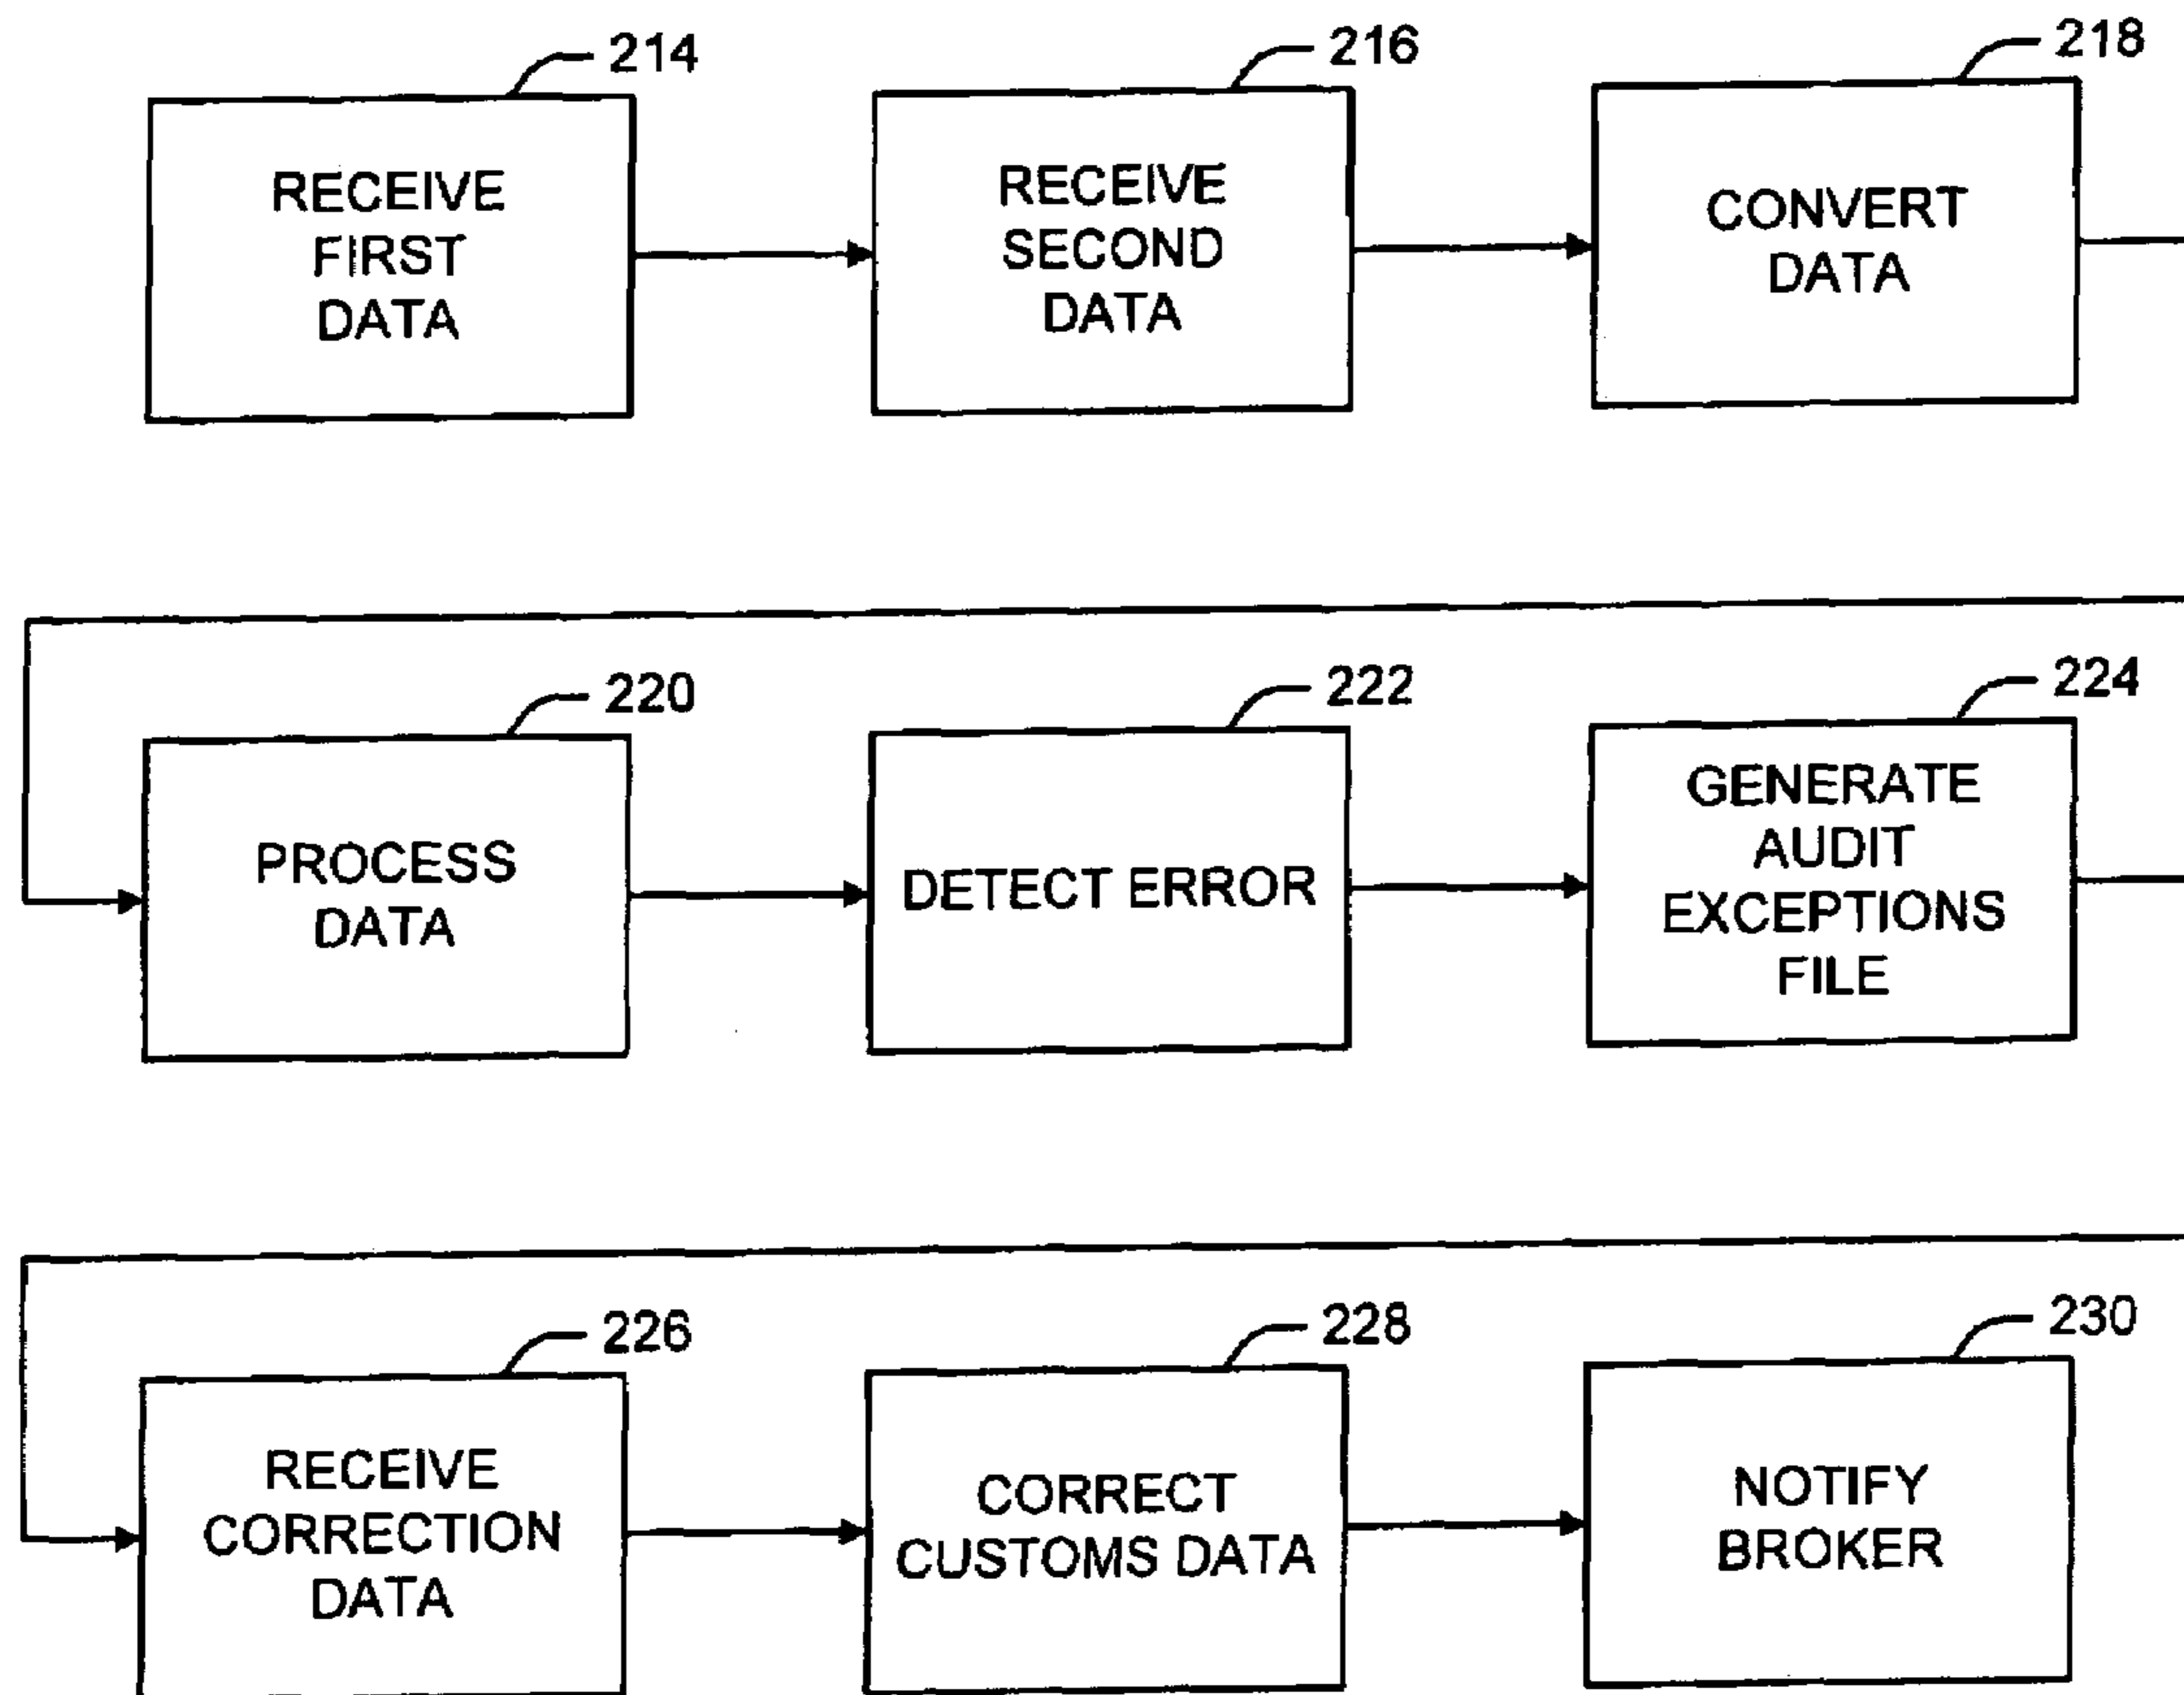 214
RECEIVE
FIRST
DATA
216
RECEIVE
SECOND
DATA
218
CONVERT
DATA
220
PROCESS
DATA
222
DETECT ERROR
224
GENERATE
AUDIT
EXCEPTIONS
FILE
226
RECEIVE
CORRECTION
DATA
228
CORRECT
CUSTOMS DATA
230
NOTIFY
BROKER